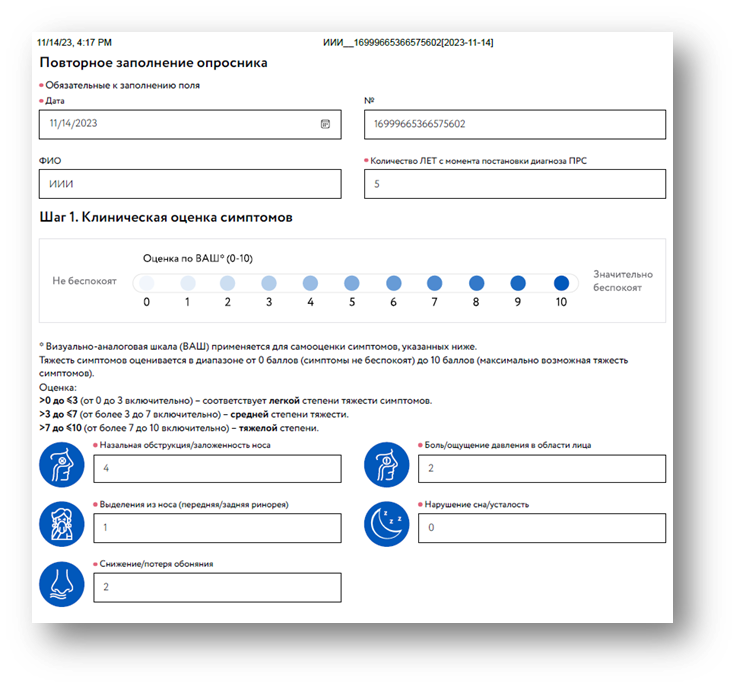 11/14/23, 4:17 PM
ИИИ__16999665366575602[2023-11-14]
Повторное заполнение опросника
Обязательные к заполнению поля
Дата
№
11/14/2023
16999665366575602
ФИО
Количество ЛЕТ с момента постановки диагноза ПРС
ИИИ
5
Шаг 1. Клиническая оценка симптомов
Оценка по ВАШ° (0-10)
Не беспокоят
Значительно
беспокоят
0 1 2 3 4 5 6 7 8 9 10
° Визуально-аналоговая шкала (ВАШ) применяется для самооценки симптомов, указанных ниже.
Тяжесть симптомов оценивается в диапазоне от 0 баллов (симптомы не беспокоят) до 10 баллов (максимально возможная тяжесть
симптомов).
Оценка:
>0 до ≤3 (от 0 до 3 включительно) – соответствует легкой степени тяжести симптомов.
>3 до ≤7 (от более 3 до 7 включительно) – средней степени тяжести.
>7 до ≤10 (от более 7 до 10 включительно) – тяжелой степени.
Назальная обструкция/заложенность носа
Боль/ощущение давления в области лица
4
2
Выделения из носа (передняя/задняя ринорея)
Нарушение сна/усталость
1
0
Снижение/потеря обоняния
2